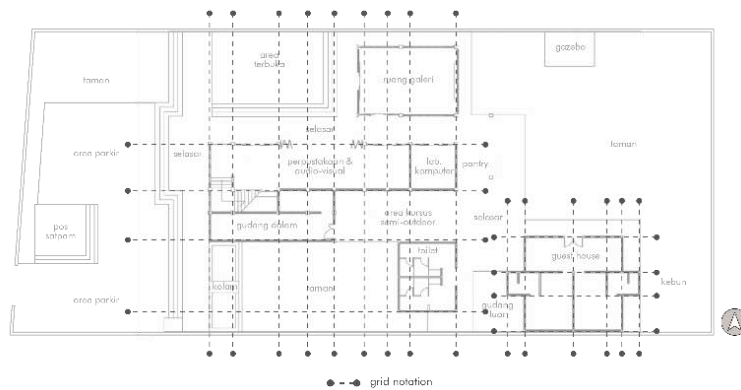 area
terbuka
gazebo
taman
ruang galeri
selasar
taman
area parkir
selasar
perpustakaan &
audio-visual
lab.
komputer
pantry
area kursus
semi-outdoor
selasar
pos
satpam
gudang dalam
toilet
guest house
kolam
taman
gudang
luar
kebun
area parkir
grid notation